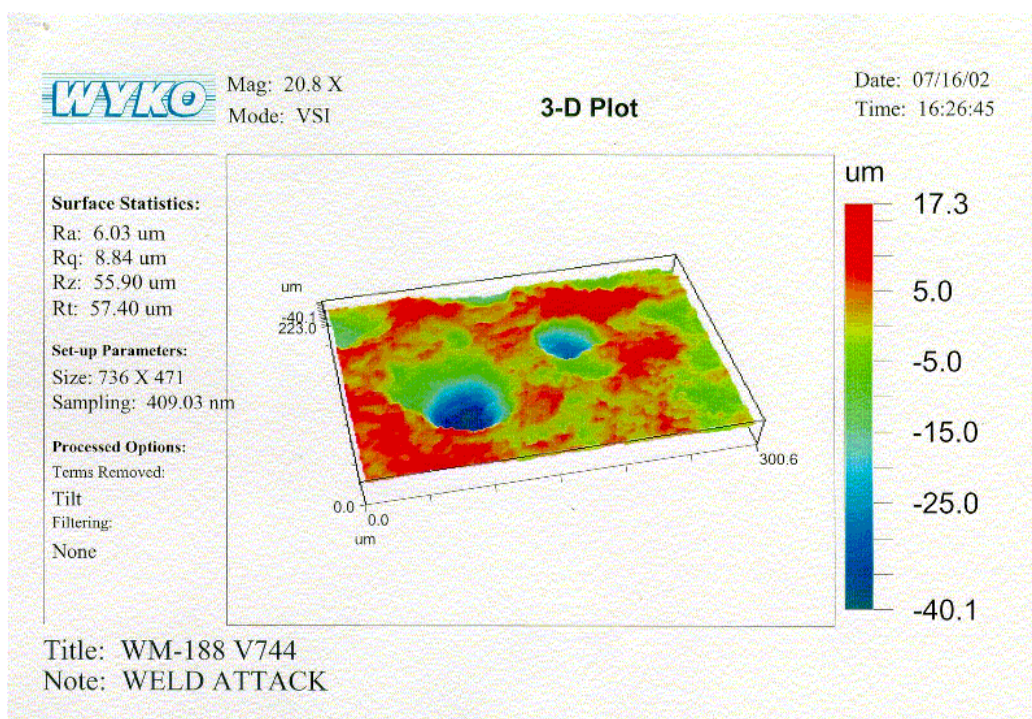 WYKO
Mag: 20.8 X
Mode: VSI
3-D Plot
Date: 07/16/02
Time: 16:26:45
Surface Statistics:
Ra: 6.03 um
Rq: 8.84 um
Rz: 55.90 um
Rt: 57.40 um
Set-up Parameters:
Size: 736 X 471
Sampling: 409.03 nm
Processed Options:
Terms Removed:
Tilt
Filtering:
None
um
-40.1
223.0
0.0
0.0
um
300.6
um
17.3
5.0
-5.0
-15.0
-25.0
-40.1
Title: WM-188 V744
Note: WELD ATTACK